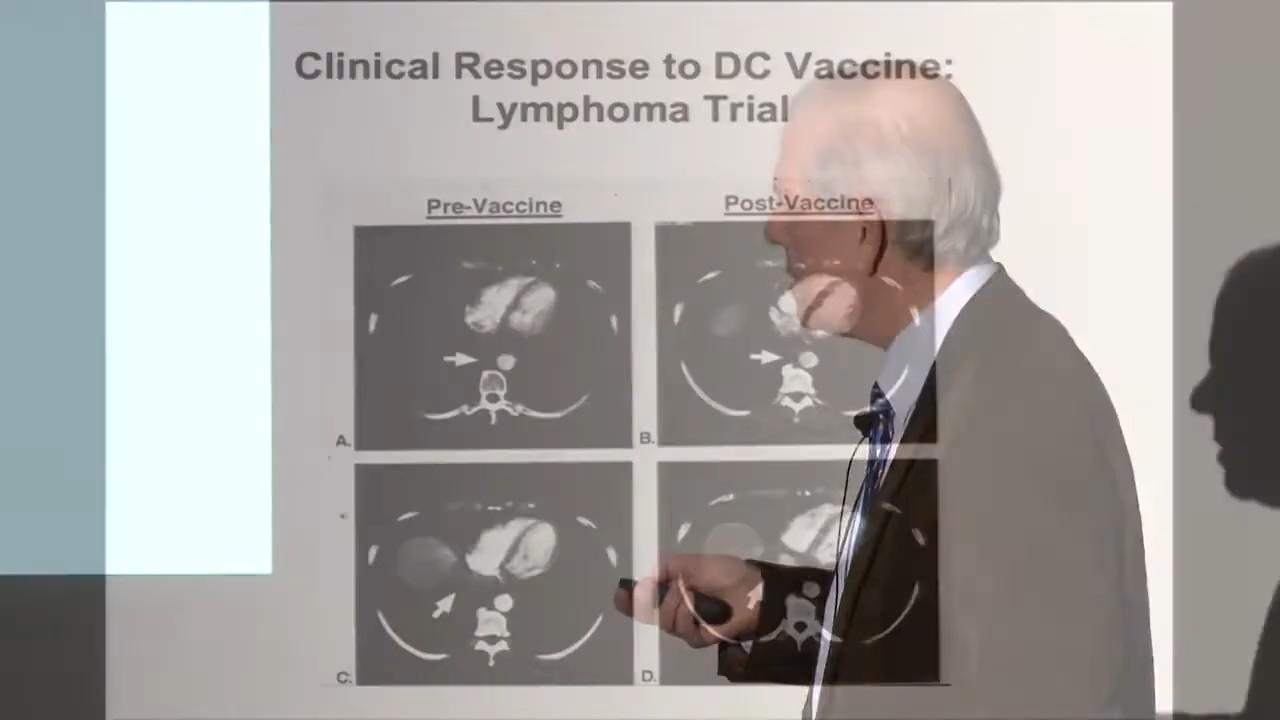 Clinical Response to DC Vaccine:
Lymphoma Trial
Pre-Vaccine
Post-Vaccine
A.
B.
C.
D.